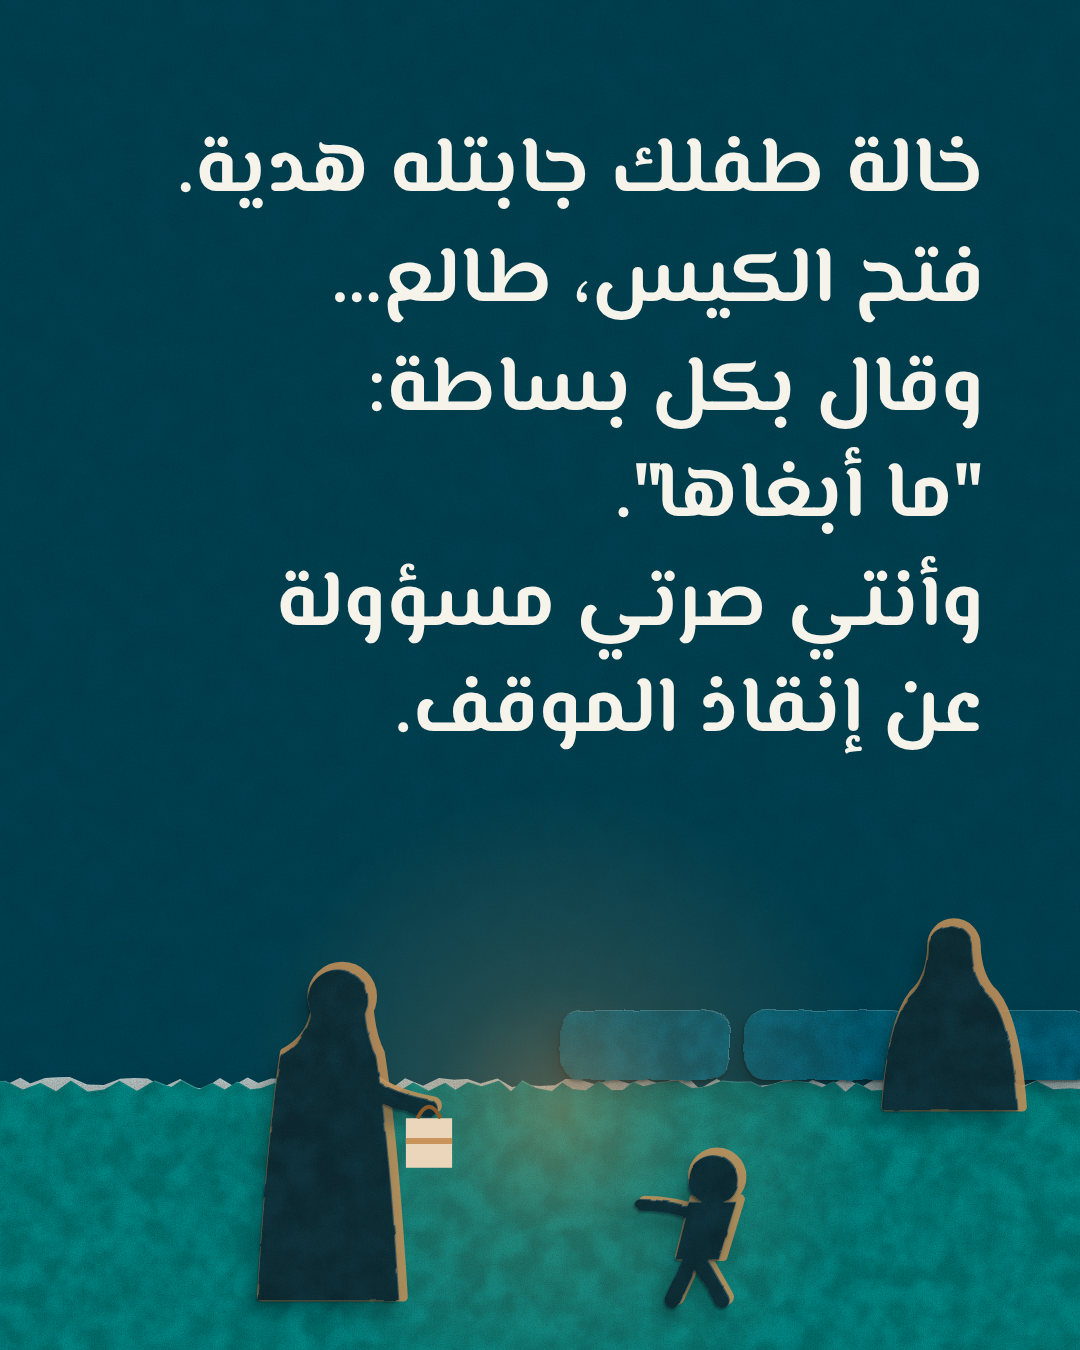 خالة طفلك جابتله هدية.
فتح الكيس، طالع...
وقال بكل بساطة:
"ما أبغاها".
وأنتي صرتي مسؤولة
عن إنقاذ الموقف.